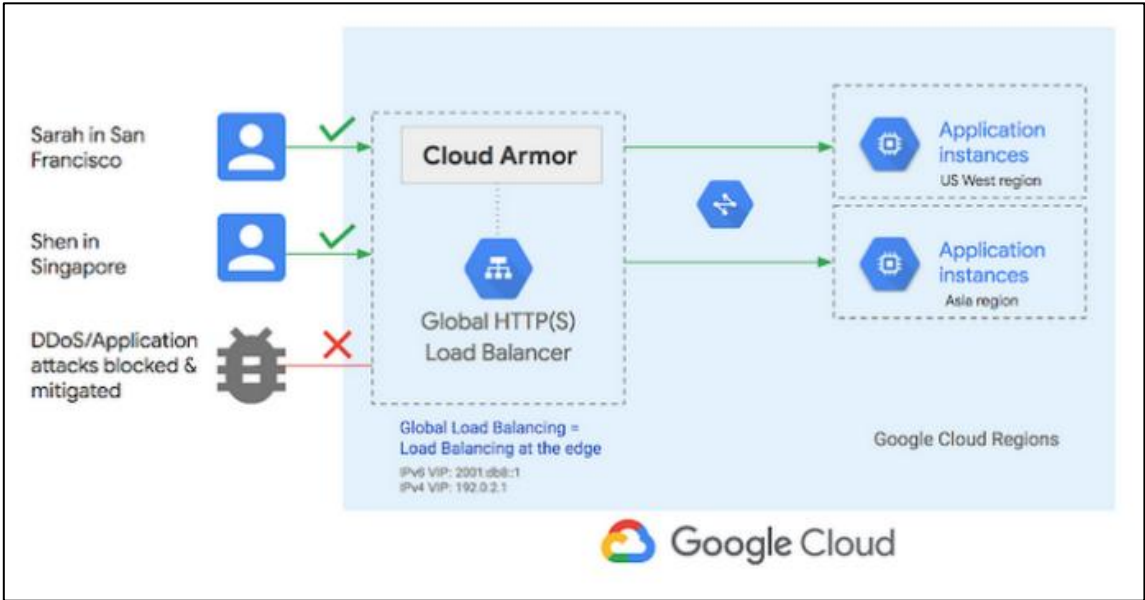 Sarah in San
Francisco
Shen in
Singapore
DDoS/Application
attacks blocked &
mitigated
Cloud Armor
Global HTTP(S)
Load Balancer
Global Load Balancing =
Load Balancing at the edge
IPv6 VIP: 2001:db8::1
IPv4 VIP: 192.0.2.1
Application
instances
US West region
Application
instances
Asia region
Google Cloud Regions
Google Cloud